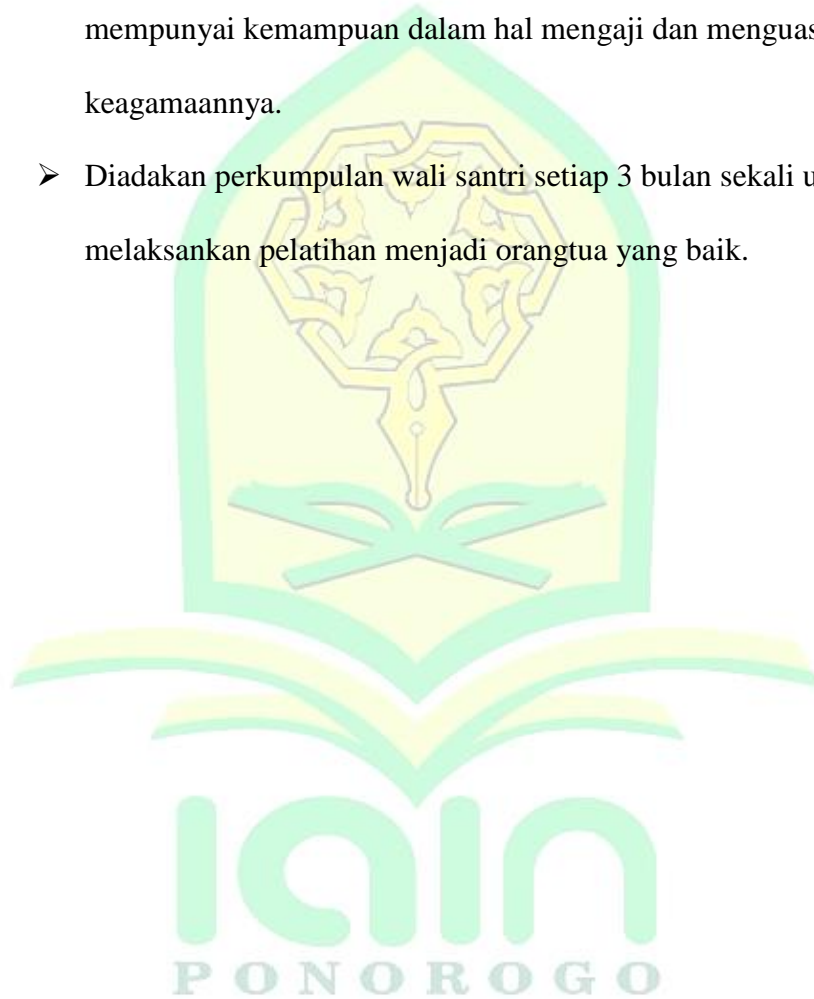 mempunyai kemampuan dalam hal mengaji dan menguas
keagamaannya.
➢ Diadakan perkumpulan wali santri setiap 3 bulan sekali u
melaksankan pelatihan menjadi orangtua yang baik.
iain
PONOROGO